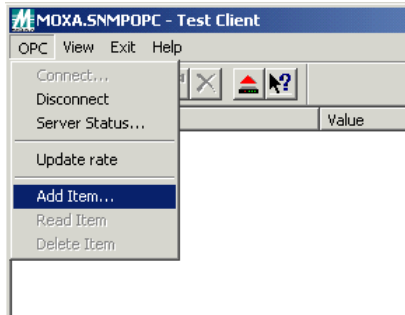 MOXA.SNMPOPC - Test Client
OPC View Exit Help
Connect...
Disconnect
Server Status...
Value
Update rate
Add Item...
Read Item
Delete Item